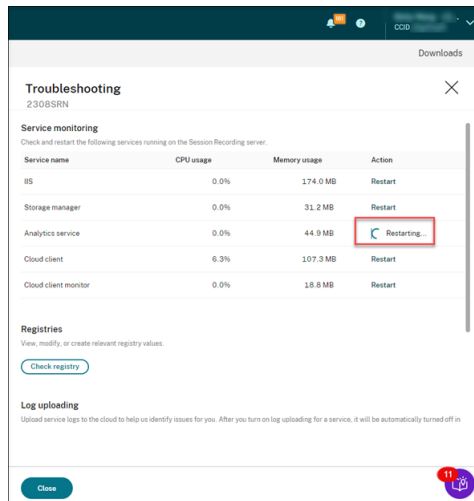 CCID
Downloads
Troubleshooting
2308SRN
Service monitoring
Check and restart the following services running on the Session Recording server.
Service name CPU usage Memory usage Action
IIS 0.0% 174.0 MB Restart
Storage manager 0.0% 31.2 MB Restart
Analytics service 0.0% 44.9 MB Restarting...
Cloud client 6.3% 107.3 MB Restart
Cloud client monitor 0.0% 18.8 MB Restart
Registries
View, modify, or create relevant registry values.
Check registry
Log uploading
Upload service logs to the cloud to help us identify issues for you. After you turn on log uploading for a service, it will be automatically turned off in
11
Close